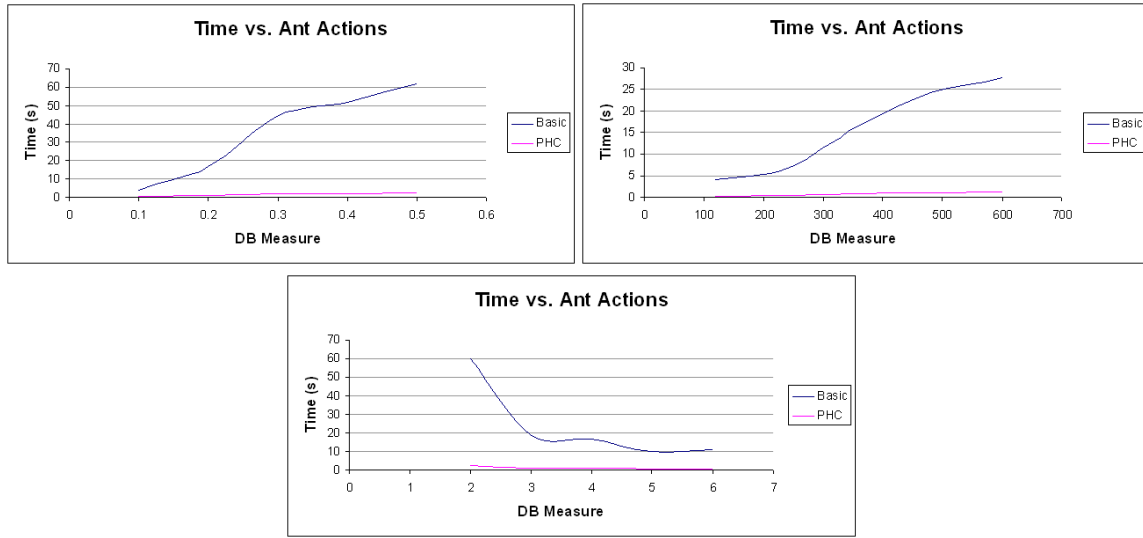 Time vs. Ant Actions
Time (s)
70
60
50
40
30
20
10
0
0 0.1 0.2 0.3 0.4 0.5 0.6
DB Measure
Basic
PHC
Time vs. Ant Actions
Time (s)
30
25
20
15
10
5
0
0 100 200 300 400 500 600 700
DB Measure
Basic
PHC
Time vs. Ant Actions
Time (s)
70
60
50
40
30
20
10
0
0 1 2 3 4 5 6 7
DB Measure
Basic
PHC